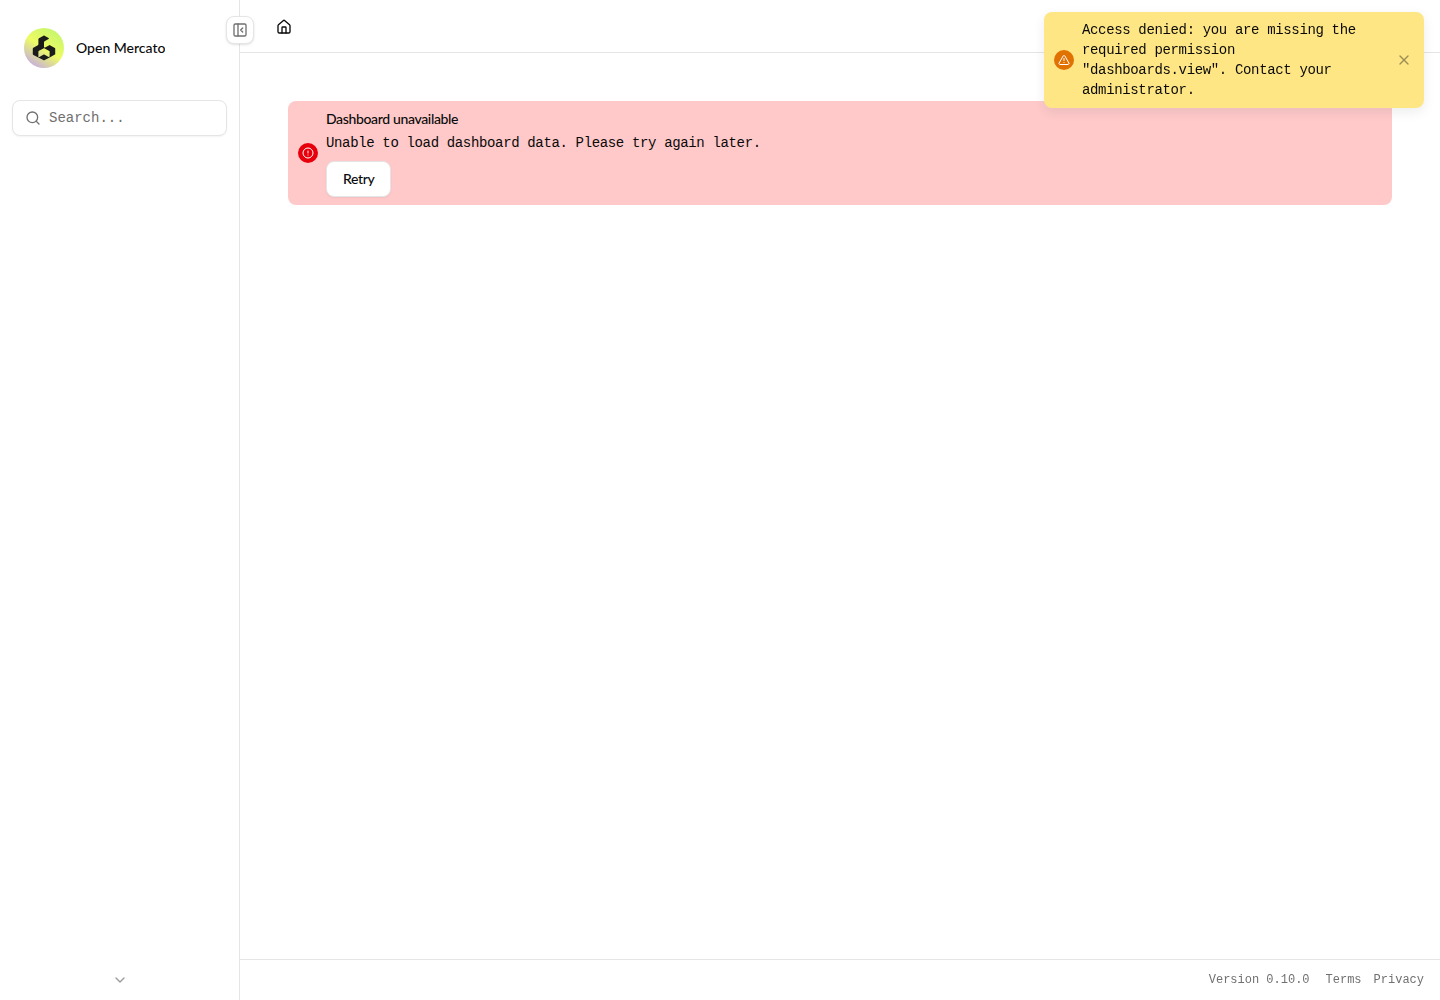 Open Mercato
Search...
Access denied: you are missing the
required permission
"dashboards.view". Contact your
administrator.
Dashboard unavailable
Unable to load dashboard data. Please try again later.
Retry
Version 0.10.0 Terms Privacy